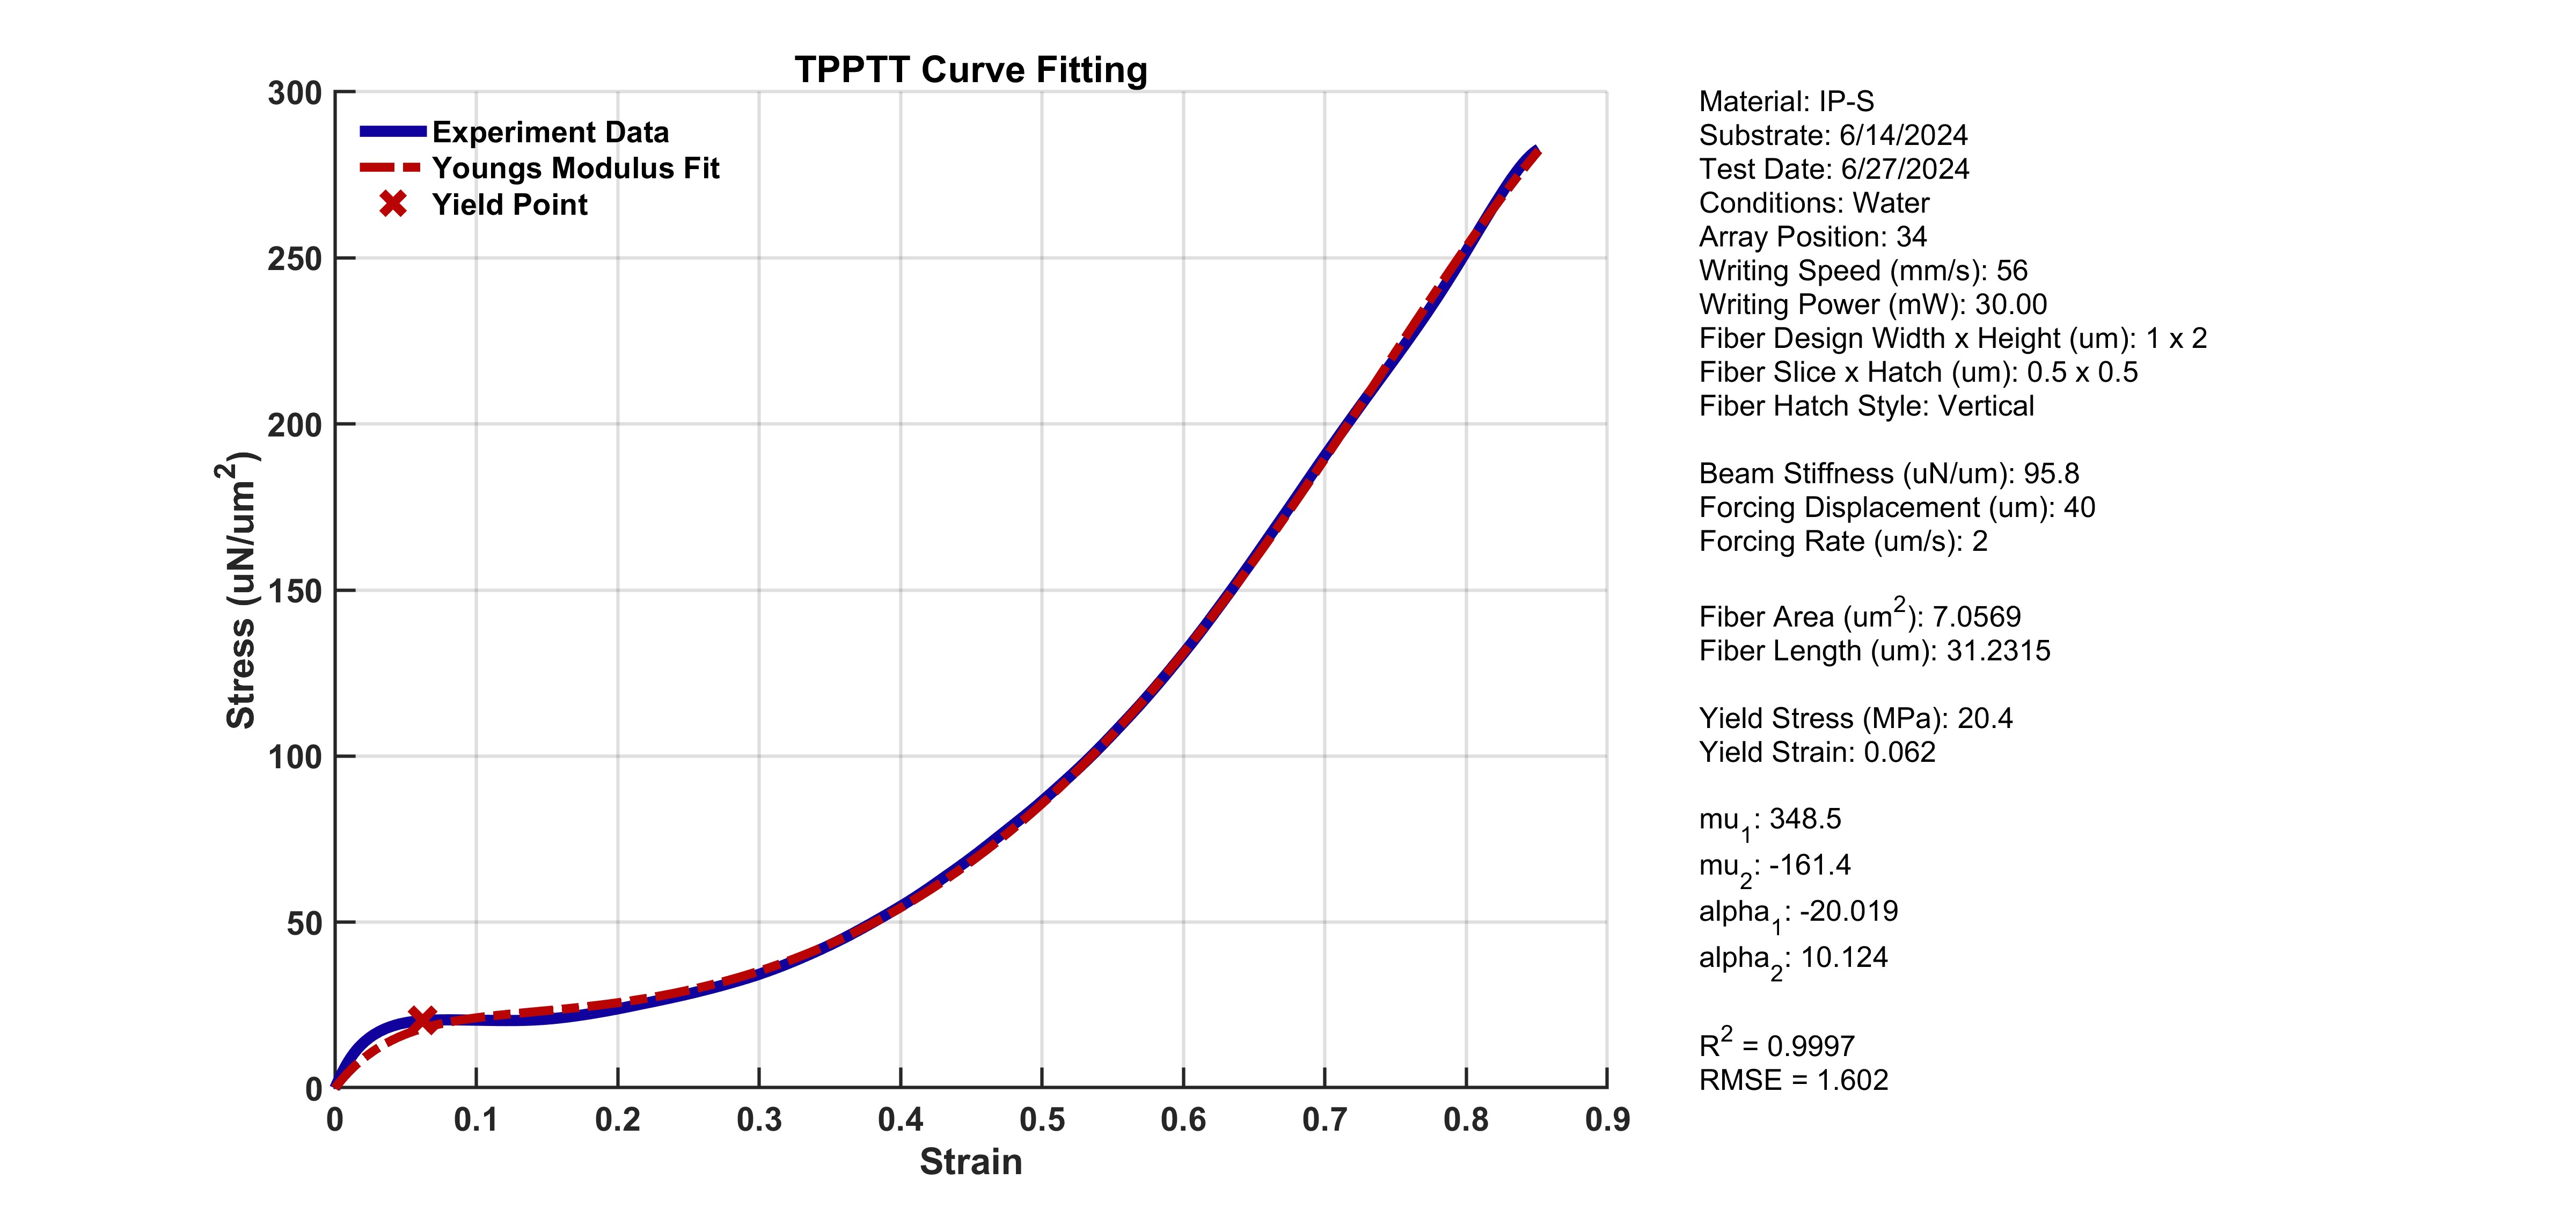 TPPTT Curve Fitting
300
250
200
150
100
50
0
Stress (uN/um²)
Experiment Data
Youngs Modulus Fit
Yield Point
0 0.1 0.2 0.3 0.4 0.5 0.6 0.7 0.8 0.9
Strain
Material: IP-S
Substrate: 6/14/2024
Test Date: 6/27/2024
Conditions: Water
Array Position: 34
Writing Speed (mm/s): 56
Writing Power (mW): 30.00
Fiber Design Width x Height (um): 1 x 2
Fiber Slice x Hatch (um): 0.5 x 0.5
Fiber Hatch Style: Vertical
Beam Stiffness (uN/um): 95.8
Forcing Displacement (um): 40
Forcing Rate (um/s): 2
Fiber Area (um²): 7.0569
Fiber Length (um): 31.2315
Yield Stress (MPa): 20.4
Yield Strain: 0.062
mu₁: 348.5
mu₂: -161.4
alpha₁: -20.019
alpha₂: 10.124
R² = 0.9997
RMSE = 1.602